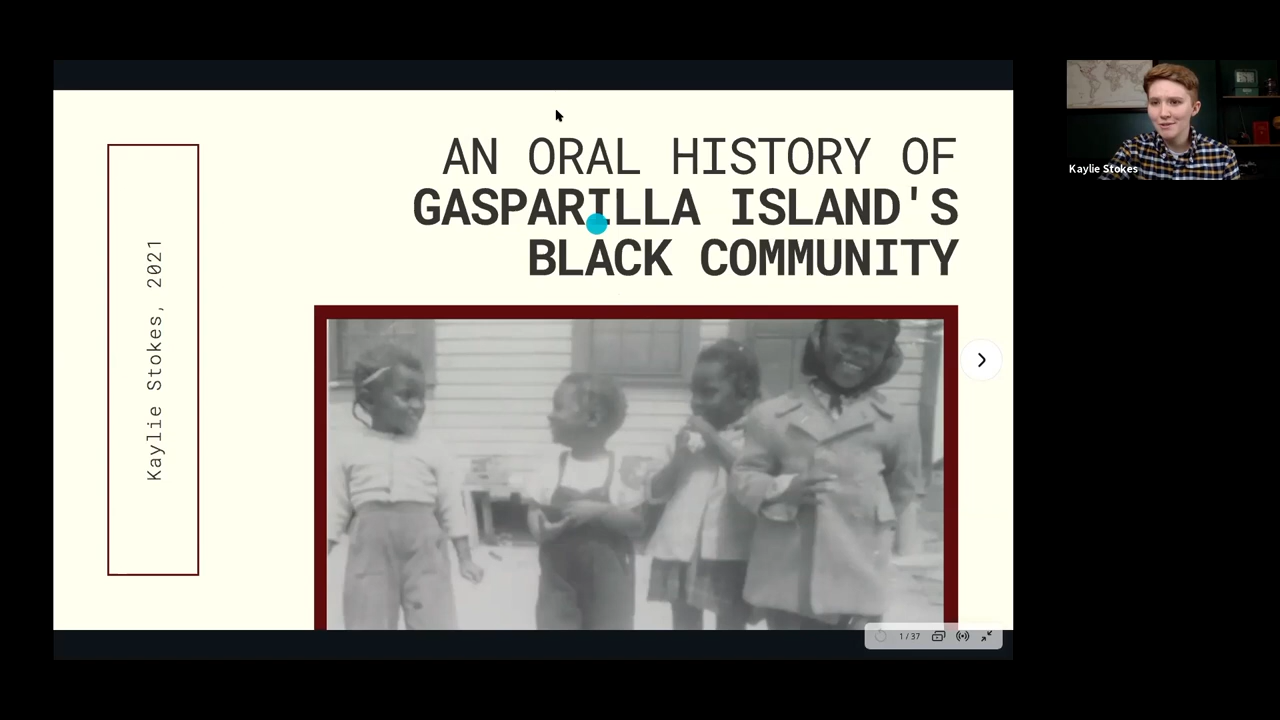 AN ORAL HISTORY OF
GASPARILLA ISLAND'S
BLACK COMMUNITY
Kaylie Stokes, 2021
Kaylie Stokes
1 / 37